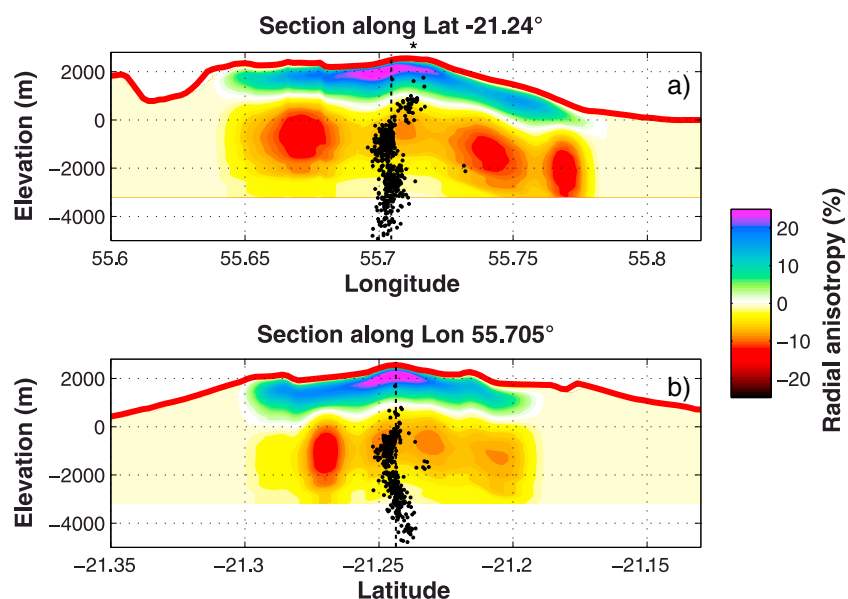 Section along Lat -21.24°
*
a)
Elevation (m)
2000
0
−2000
−4000
55.6
55.65
55.7
55.75
55.8
Longitude
Section along Lon 55.705°
b)
Elevation (m)
2000
0
−2000
−4000
−21.35
−21.3
−21.25
−21.2
−21.15
Latitude
20
10
0
−10
−20
Radial anisotropy (%)